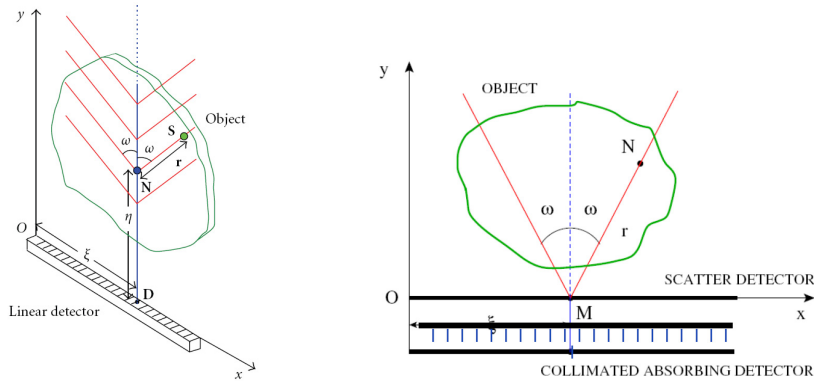 y
ω
ω
S
Object
r
N
η
O
ξ
D
Linear detector
x
y
OBJECT
N
ω
ω
r
SCATTER DETECTOR
O
M
x
ξ
COLLIMATED ABSORBING DETECTOR